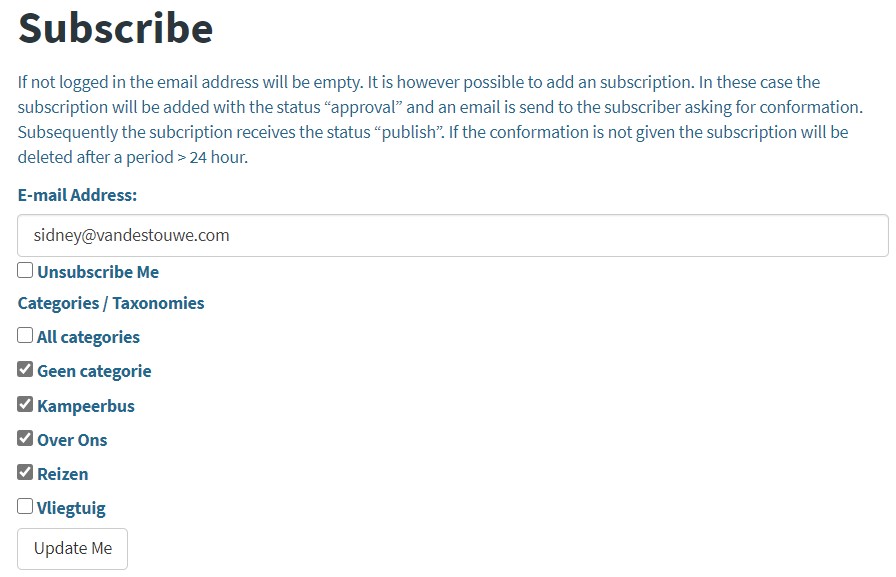 Subscribe
If not logged in the email address will be empty. It is however possible to add an subscription. In these case the
subscription will be added with the status “approval” and an email is send to the subscriber asking for conformation.
Subsequently the subcription receives the status “publish”. If the conformation is not given the subscription will be
deleted after a period > 24 hour.
E-mail Address:
sidney@vandestouwe.com
Unsubscribe Me
Categories / Taxonomies
All categories
Geen categorie
Kampeerbus
Over Ons
Reizen
Vliegtuig
Update Me